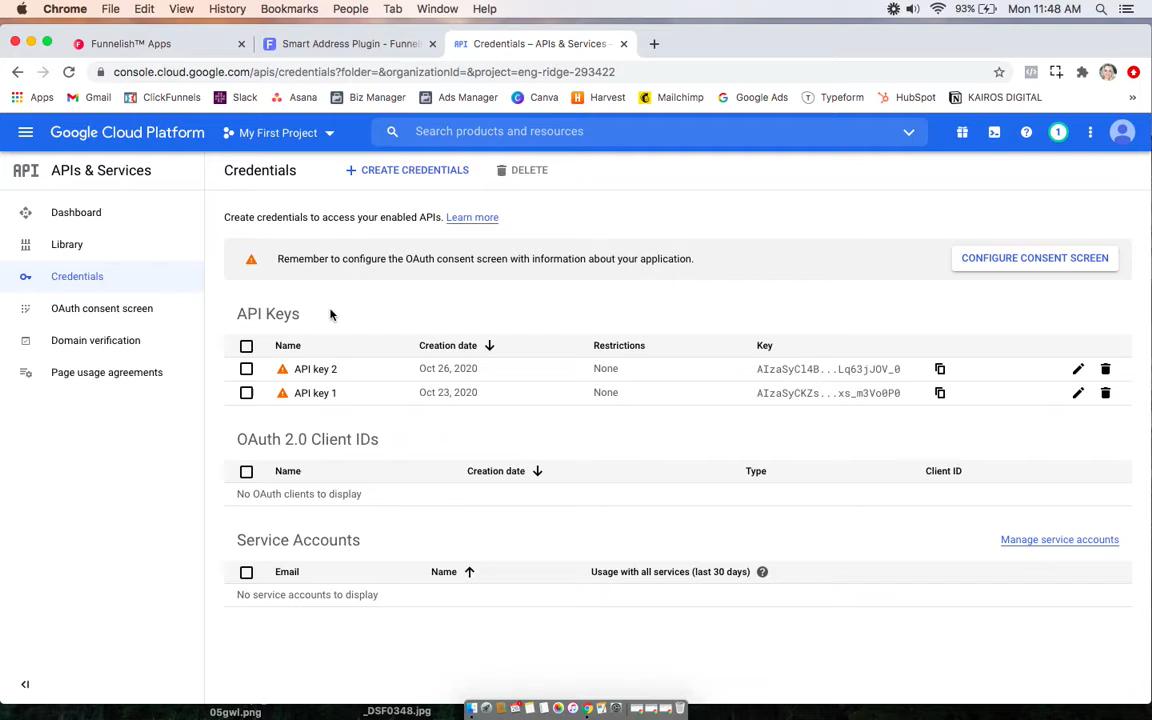 Chrome File Edit View History Bookmarks People Tab Window Help 93% Mon 11:48 AM
Funnelish™ Apps Smart Address Plugin - Funnel API Credentials – APIs & Services –
console.cloud.google.com/apis/credentials?folder=&organizationId=&project=eng-ridge-293422
Apps Gmail ClickFunnels Slack Asana Biz Manager Ads Manager Canva Harvest Mailchimp Google Ads Typeform HubSpot KAIROS DIGITAL »
Google Cloud Platform My First Project Search products and resources 1
API APIs & Services Credentials + CREATE CREDENTIALS DELETE
Dashboard
Library
Credentials
OAuth consent screen
Domain verification
Page usage agreements
Create credentials to access your enabled APIs. Learn more
Remember to configure the OAuth consent screen with information about your application. CONFIGURE CONSENT SCREEN
API Keys
Name Creation date Restrictions Key
API key 2 Oct 26, 2020 None AIzaSyCl4B...Lq63jJOV_0
API key 1 Oct 23, 2020 None AIzaSyCKZs...xs_m3Vo0P0
OAuth 2.0 Client IDs
Name Creation date Type Client ID
No OAuth clients to display
Service Accounts Manage service accounts
Email Name Usage with all services (last 30 days)
No service accounts to display
05gwl.png _DSF0348.jpg